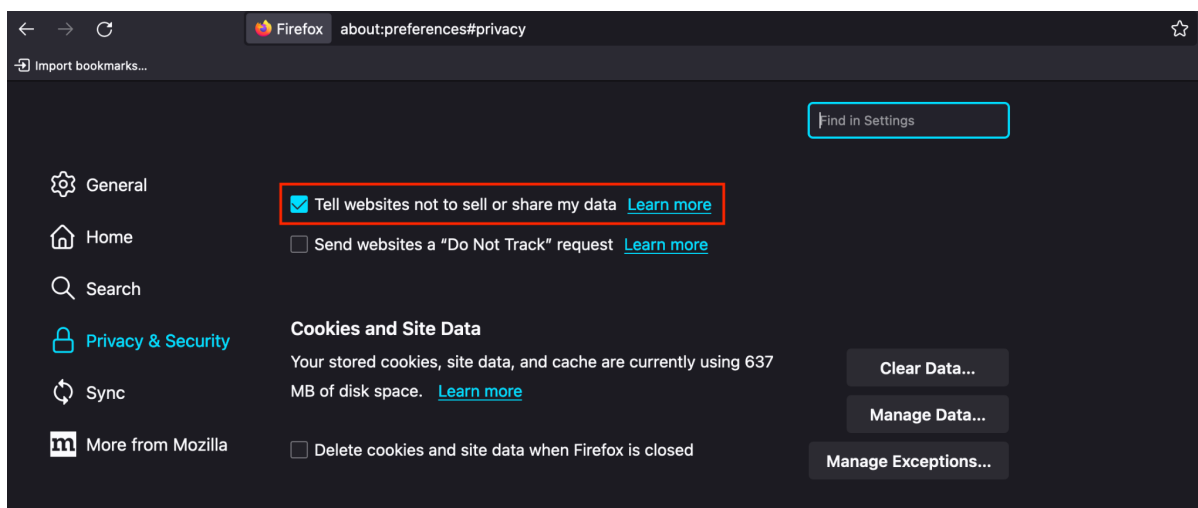 Firefox about:preferences#privacy
Import bookmarks...
Find in Settings
General
Home
Search
Privacy & Security
Sync
m More from Mozilla
Tell websites not to sell or share my data Learn more
Send websites a “Do Not Track” request Learn more
Cookies and Site Data
Your stored cookies, site data, and cache are currently using 637
MB of disk space. Learn more
Delete cookies and site data when Firefox is closed
Clear Data...
Manage Data...
Manage Exceptions...